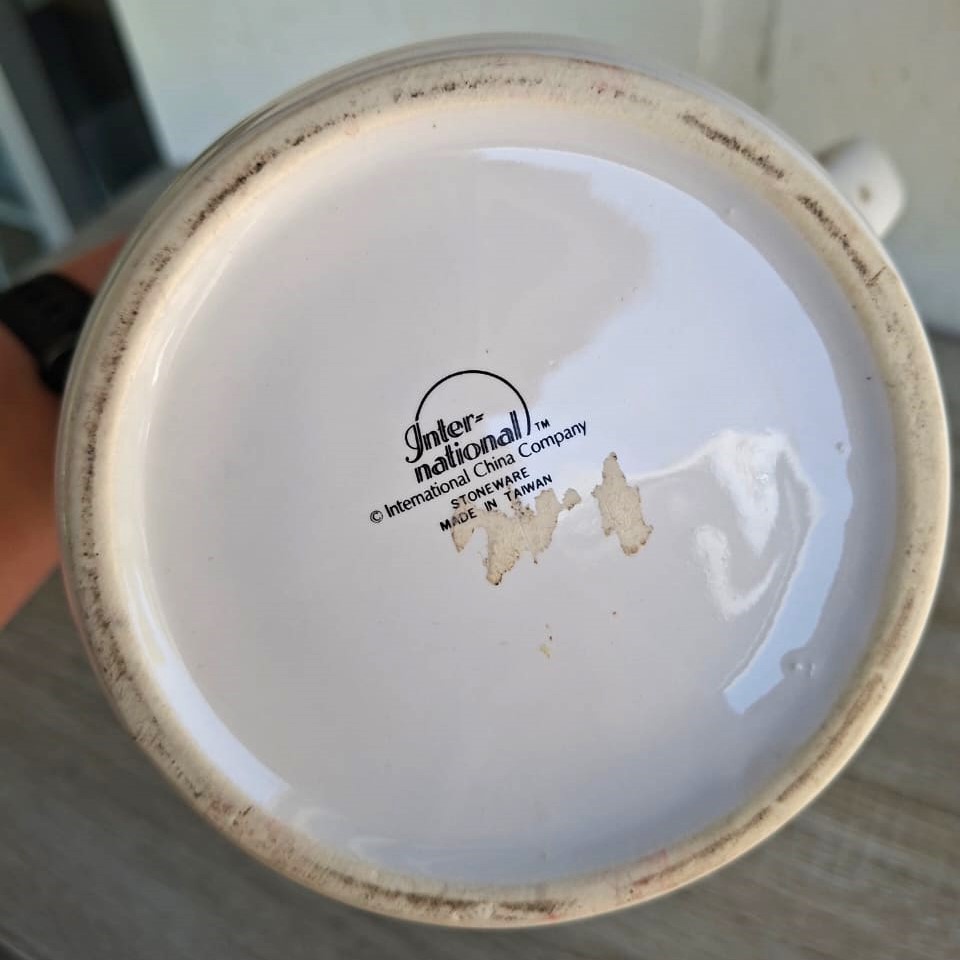 Inter-
national™
© International China Company
STONEWARE
MADE IN TAIWAN